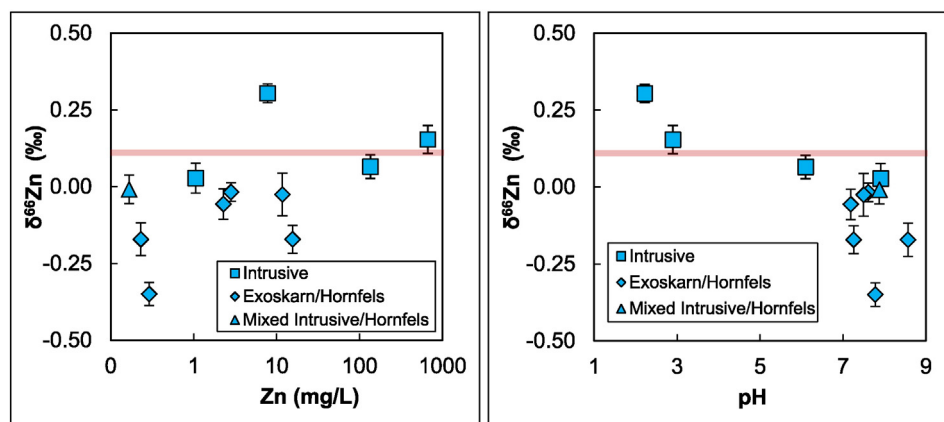 0.50
0.25
0.00
-0.25
-0.50
δ⁶⁶Zn (‰)
Intrusive
Exoskarn/Hornfels
Mixed Intrusive/Hornfels
0 1 10 100 1000
Zn (mg/L)
0.50
0.25
0.00
-0.25
-0.50
δ⁶⁶Zn (‰)
Intrusive
Exoskarn/Hornfels
Mixed Intrusive/Hornfels
1 3 5 7 9
pH